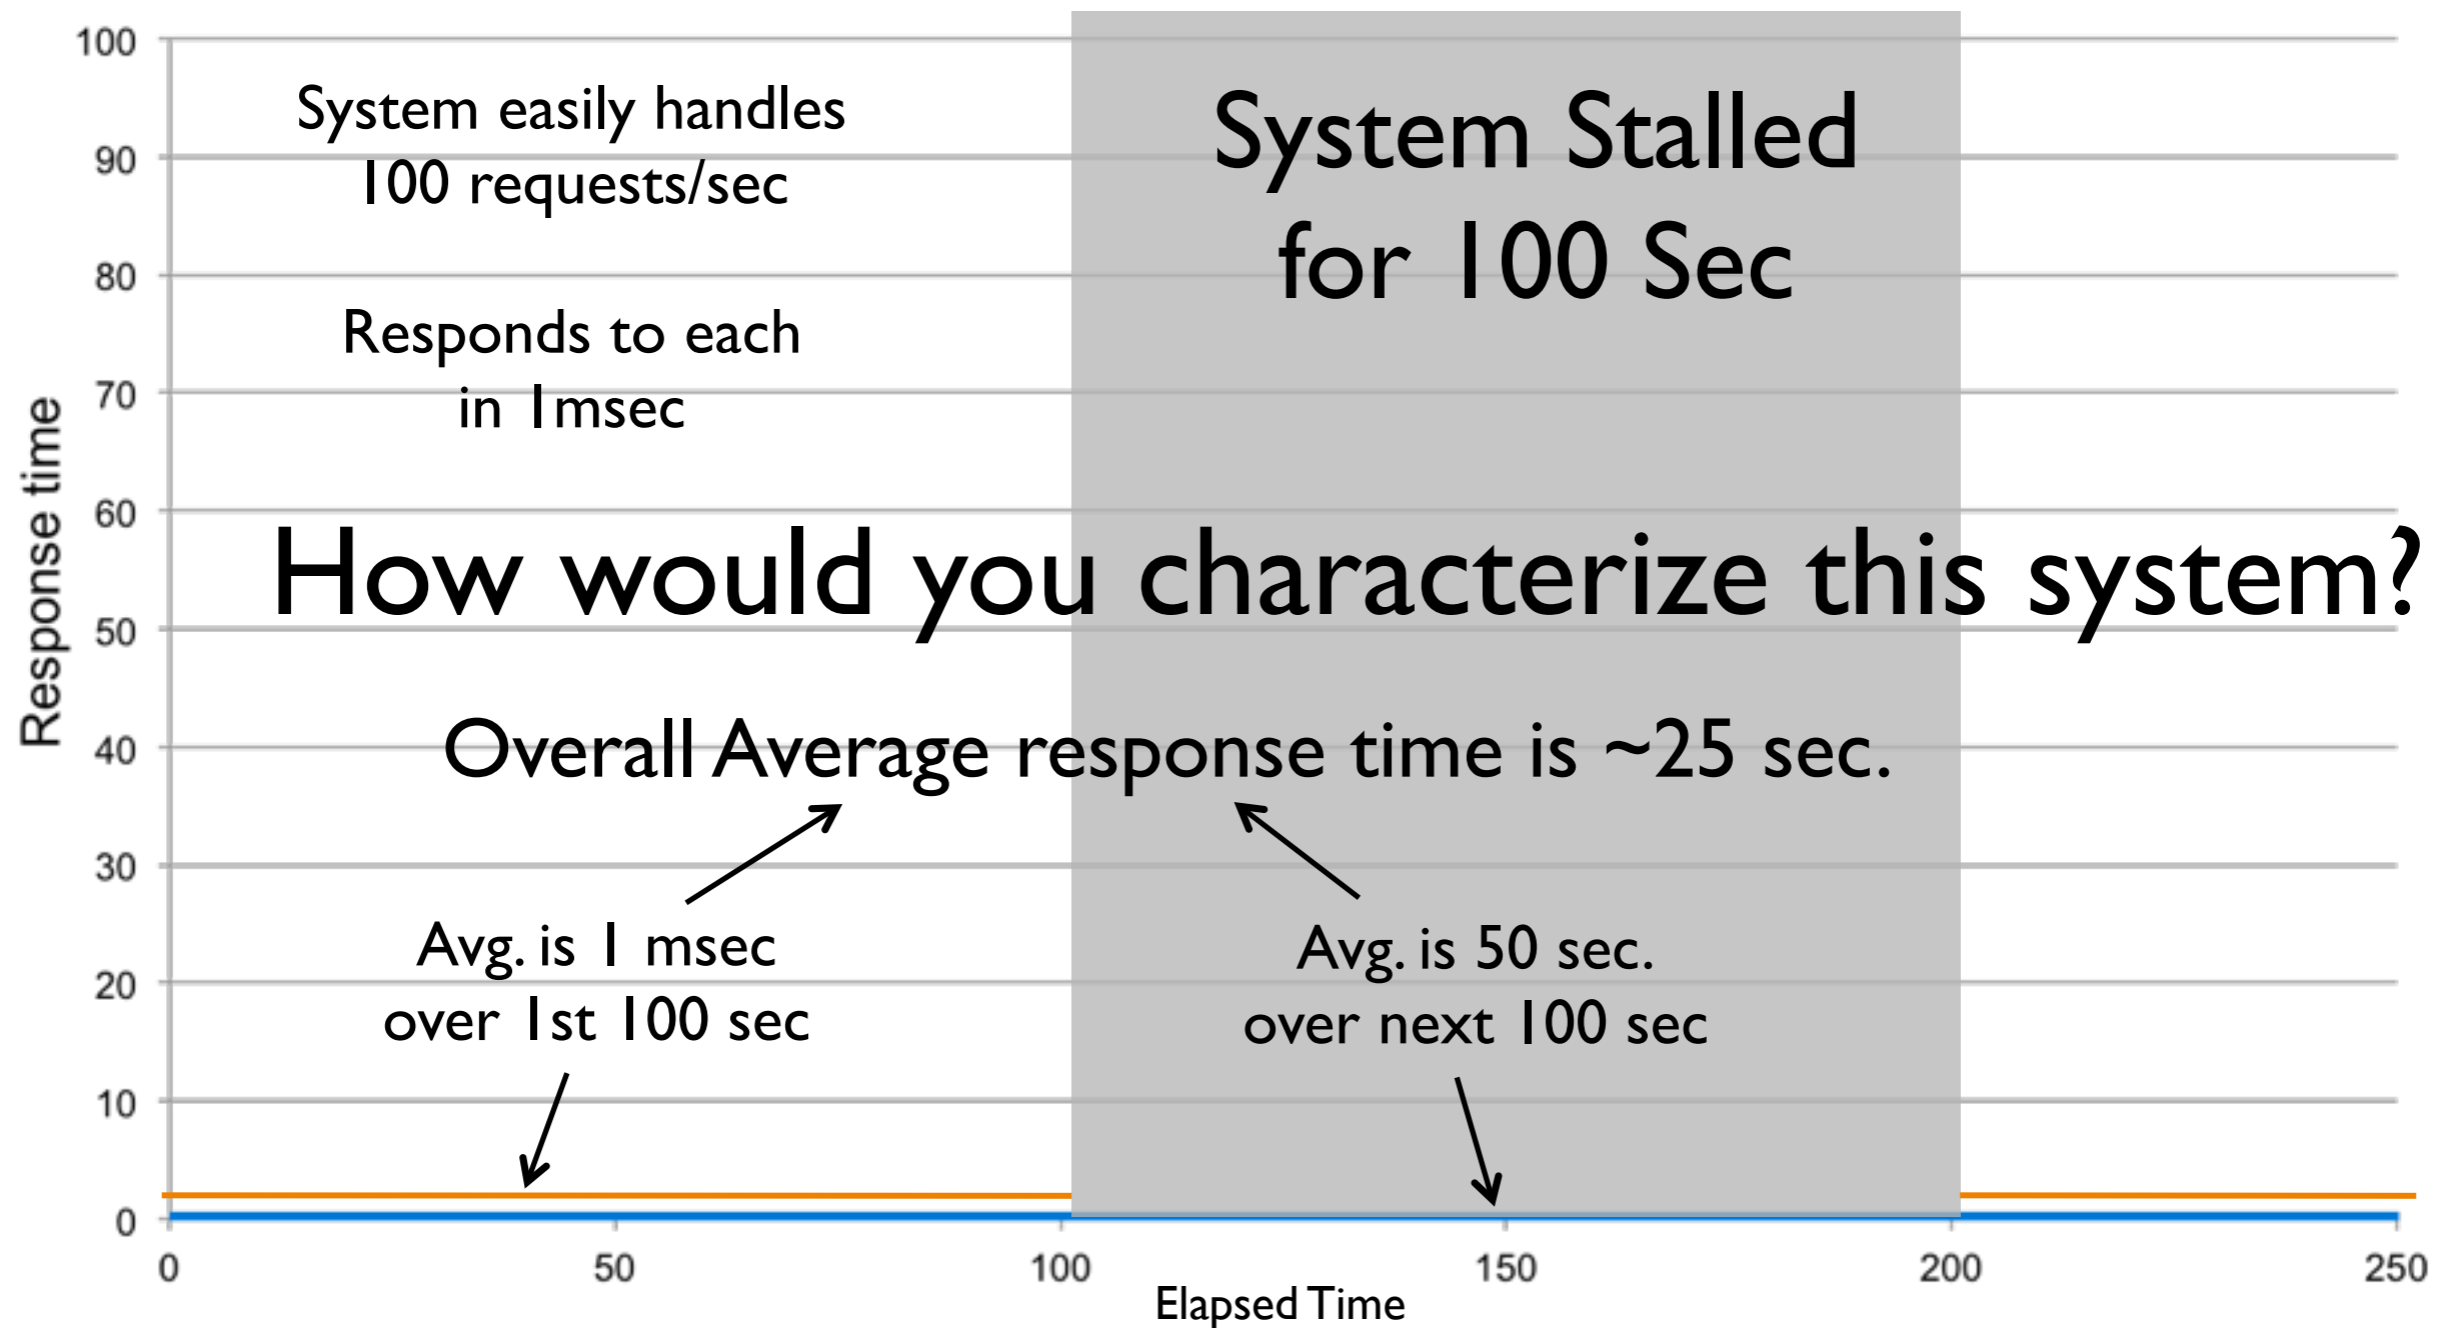 100
90
80
70
60
50
40
30
20
10
0
Response time
System easily handles
100 requests/sec
Responds to each
in 1msec
System Stalled
for 100 Sec
How would you characterize this system?
Overall Average response time is ~25 sec.
Avg. is 1 msec
over 1st 100 sec
Avg. is 50 sec.
over next 100 sec
0
50
100
150
200
250
Elapsed Time